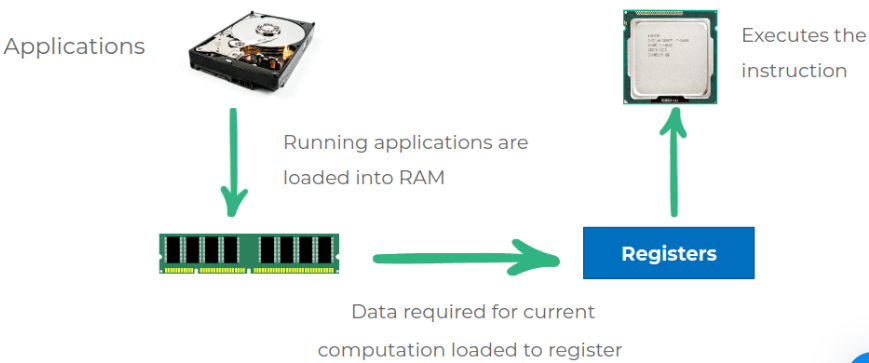 Applications
Executes the
instruction
Running applications are
loaded into RAM
Registers
Data required for current
computation loaded to register